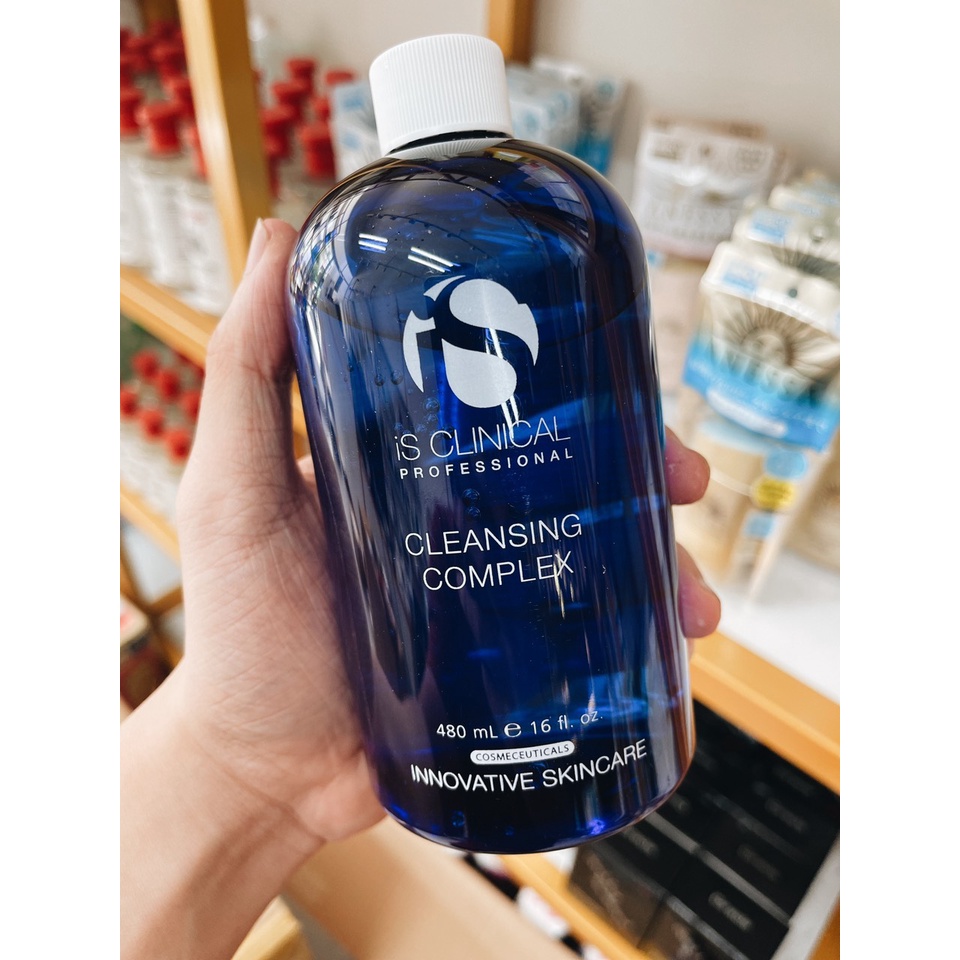 iS
iS CLINICAL
PROFESSIONAL
CLEANSING
COMPLEX
480 mL ℮ 16 fl. oz.
COSMECEUTICALS
INNOVATIVE SKINCARE